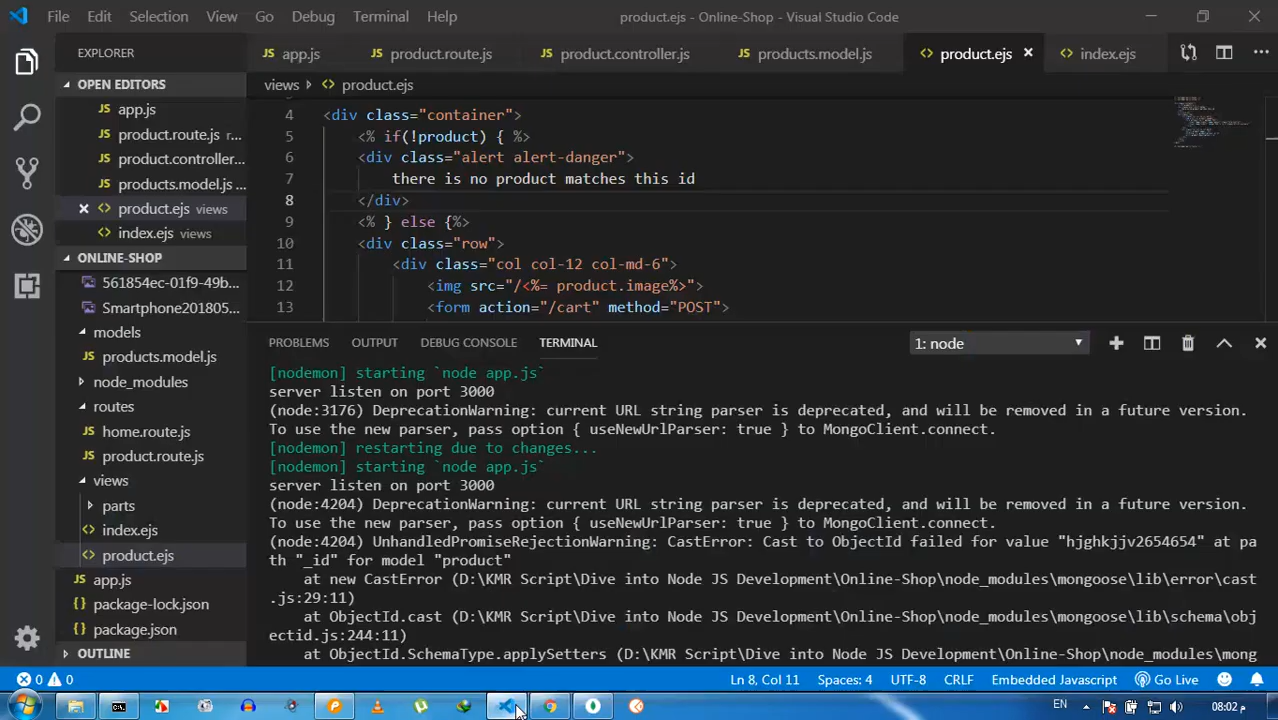 File Edit Selection View Go Debug Terminal Help product.ejs - Online-Shop - Visual Studio Code
EXPLORER
app.js product.route.js product.controller.js products.model.js product.ejs index.ejs
OPEN EDITORS
app.js
product.route.js r...
product.controller...
products.model.js ...
product.ejs views
index.ejs views
ONLINE-SHOP
561854ec-01f9-49b...
Smartphone201805...
models
products.model.js
node_modules
routes
home.route.js
product.route.js
views
parts
index.ejs
product.ejs
app.js
package-lock.json
package.json
OUTLINE
views product.ejs
4 <div class="container">
5 <% if(!product) { %>
6 <div class="alert alert-danger">
7 there is no product matches this id
8 </div>
9 <% } else {%>
10 <div class="row">
11 <div class="col col-12 col-md-6">
12 <img src="/<%= product.image%>">
13 <form action="/cart" method="POST">
PROBLEMS OUTPUT DEBUG CONSOLE TERMINAL 1: node
[nodemon] starting `node app.js`
server listen on port 3000
(node:3176) DeprecationWarning: current URL string parser is deprecated, and will be removed in a future version.
To use the new parser, pass option { useNewUrlParser: true } to MongoClient.connect.
[nodemon] restarting due to changes...
[nodemon] starting `node app.js`
server listen on port 3000
(node:4204) DeprecationWarning: current URL string parser is deprecated, and will be removed in a future version.
To use the new parser, pass option { useNewUrlParser: true } to MongoClient.connect.
(node:4204) UnhandledPromiseRejectionWarning: CastError: Cast to ObjectId failed for value "hjghkjjv2654654" at pa
th "_id" for model "product"
at new CastError (D:\KMR Script\Dive into Node JS Development\Online-Shop\node_modules\mongoose\lib\error\cast
.js:29:11)
at ObjectId.cast (D:\KMR Script\Dive into Node JS Development\Online-Shop\node_modules\mongoose\lib\schema\obj
ectid.js:244:11)
at ObjectId.SchemaType.applySetters (D:\KMR Script\Dive into Node JS Development\Online-Shop\node_modules\mong
0 0 Ln 8, Col 11 Spaces: 4 UTF-8 CRLF Embedded Javascript Go Live
EN 08:02 م